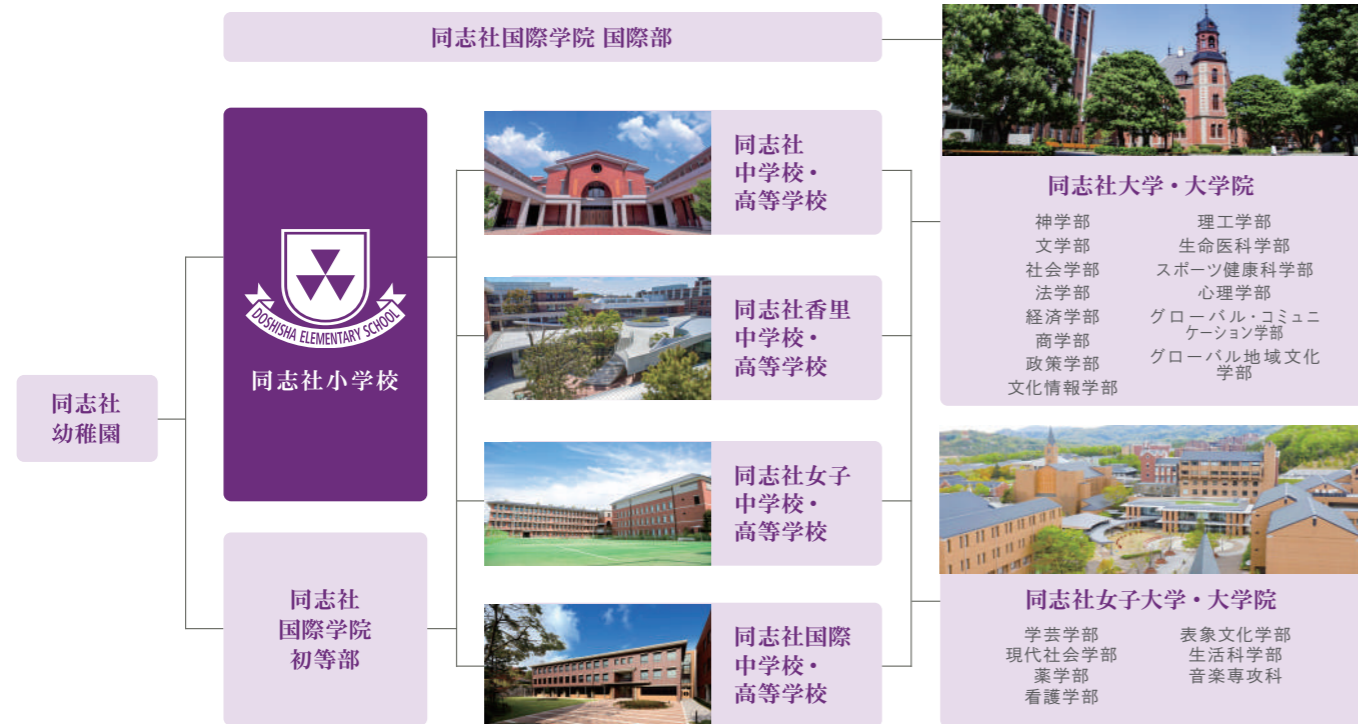 同志社国際学院 国際部
DOSHISHA ELEMENTARY SCHOOL
同志社小学校
同志社
幼稚園
同志社
国際学院
初等部
同志社
中学校・
高等学校
同志社香里
中学校・
高等学校
同志社女子
中学校・
高等学校
同志社国際
中学校・
高等学校
同志社大学・大学院
神学部
文学部
社会学部
法学部
経済学部
商学部
政策学部
文化情報学部
理工学部
生命医科学部
スポーツ健康科学部
心理学部
グローバル・コミュニ
ケーション学部
グローバル地域文化
学部
同志社女子大学・大学院
学芸学部
現代社会学部
薬学部
看護学部
表象文化学部
生活科学部
音楽専攻科